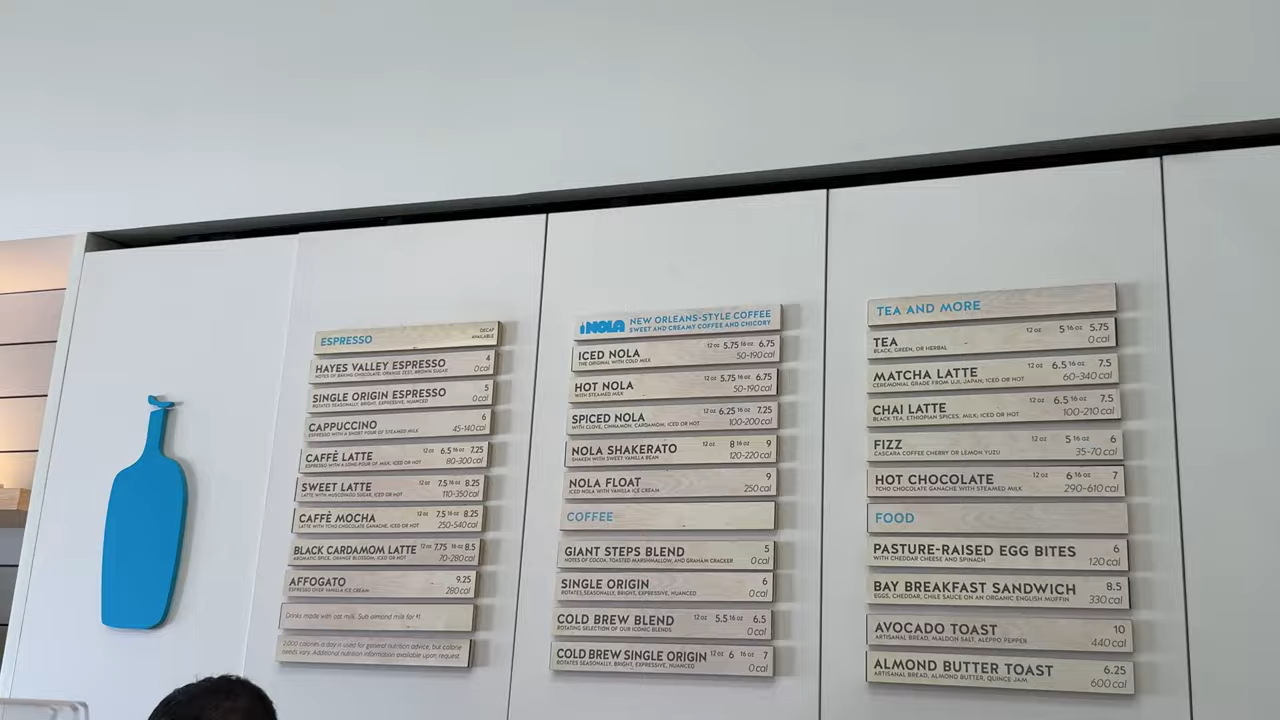 ESPRESSO
DECAF
AVAILABLE
HAYES VALLEY ESPRESSO 4
NOTES OF BAKING CHOCOLATE, ORANGE ZEST, BROWN SUGAR 0 cal
SINGLE ORIGIN ESPRESSO 5
ROTATES SEASONALLY, BRIGHT, EXPRESSIVE, NUANCED 0 cal
CAPPUCCINO 6
ESPRESSO WITH A SHORT POUR OF STEAMED MILK 45-140 cal
CAFFÈ LATTE 12 oz 6.5 16 oz 7.25
ESPRESSO WITH A LONG POUR OF MILK, ICED OR HOT 80-300 cal
SWEET LATTE 12 oz 7.5 16 oz 8.25
LATTE WITH MUSCOVADO SUGAR, ICED OR HOT 110-350 cal
CAFFÈ MOCHA 12 oz 7.5 16 oz 8.25
LATTE WITH TCHO CHOCOLATE GANACHE, ICED OR HOT 250-540 cal
BLACK CARDAMOM LATTE 12 oz 7.75 16 oz 8.5
AROMATIC SPICE, ORANGE BLOSSOM, ICED OR HOT 70-280 cal
AFFOGATO 9.25
ESPRESSO OVER VANILLA ICE CREAM 280 cal
Drinks made with oat milk. Sub almond milk for $1.
2,000 calories a day is used for general nutrition advice, but calorie
needs vary. Additional nutrition information available upon request.
NOLA NEW ORLEANS-STYLE COFFEE
SWEET AND CREAMY COFFEE AND CHICORY
ICED NOLA 12 oz 5.75 16 oz 6.75
THE ORIGINAL WITH COLD MILK 50-190 cal
HOT NOLA 12 oz 5.75 16 oz 6.75
WITH STEAMED MILK 50-190 cal
SPICED NOLA 12 oz 6.25 16 oz 7.25
WITH CLOVE, CINNAMON, CARDAMOM, ICED OR HOT 100-200 cal
NOLA SHAKERATO 12 oz 8 16 oz 9
SHAKEN WITH SWEET VANILLA BEAN 120-220 cal
NOLA FLOAT 9
ICED NOLA WITH VANILLA ICE CREAM 250 cal
COFFEE
GIANT STEPS BLEND 5
NOTES OF COCOA, TOASTED MARSHMALLOW, AND GRAHAM CRACKER 0 cal
SINGLE ORIGIN 6
ROTATES SEASONALLY, BRIGHT, EXPRESSIVE, NUANCED 0 cal
COLD BREW BLEND 12 oz 5.5 16 oz 6.5
ROTATING SELECTION OF OUR ICONIC BLENDS 0 cal
COLD BREW SINGLE ORIGIN 12 oz 6 16 oz 7
ROTATES SEASONALLY, BRIGHT, EXPRESSIVE, NUANCED 0 cal
TEA AND MORE
TEA 12 oz 5 16 oz 5.75
BLACK, GREEN, OR HERBAL 0 cal
MATCHA LATTE 12 oz 6.5 16 oz 7.5
CEREMONIAL GRADE FROM UJI, JAPAN; ICED OR HOT 60-340 cal
CHAI LATTE 12 oz 6.5 16 oz 7.5
BLACK TEA, ETHIOPIAN SPICES, MILK; ICED OR HOT 100-210 cal
FIZZ 12 oz 5 16 oz 6
CASCARA COFFEE CHERRY OR LEMON YUZU 35-70 cal
HOT CHOCOLATE 12 oz 6 16 oz 7
TCHO CHOCOLATE GANACHE WITH STEAMED MILK 290-610 cal
FOOD
PASTURE-RAISED EGG BITES 6
WITH CHEDDAR CHEESE AND SPINACH 120 cal
BAY BREAKFAST SANDWICH 8.5
EGGS, CHEDDAR, CHILE SAUCE ON AN ORGANIC ENGLISH MUFFIN 330 cal
AVOCADO TOAST 10
ARTISANAL BREAD, MALDON SALT, ALEPPO PEPPER 440 cal
ALMOND BUTTER TOAST 6.25
ARTISANAL BREAD, ALMOND BUTTER, QUINCE JAM 600 cal